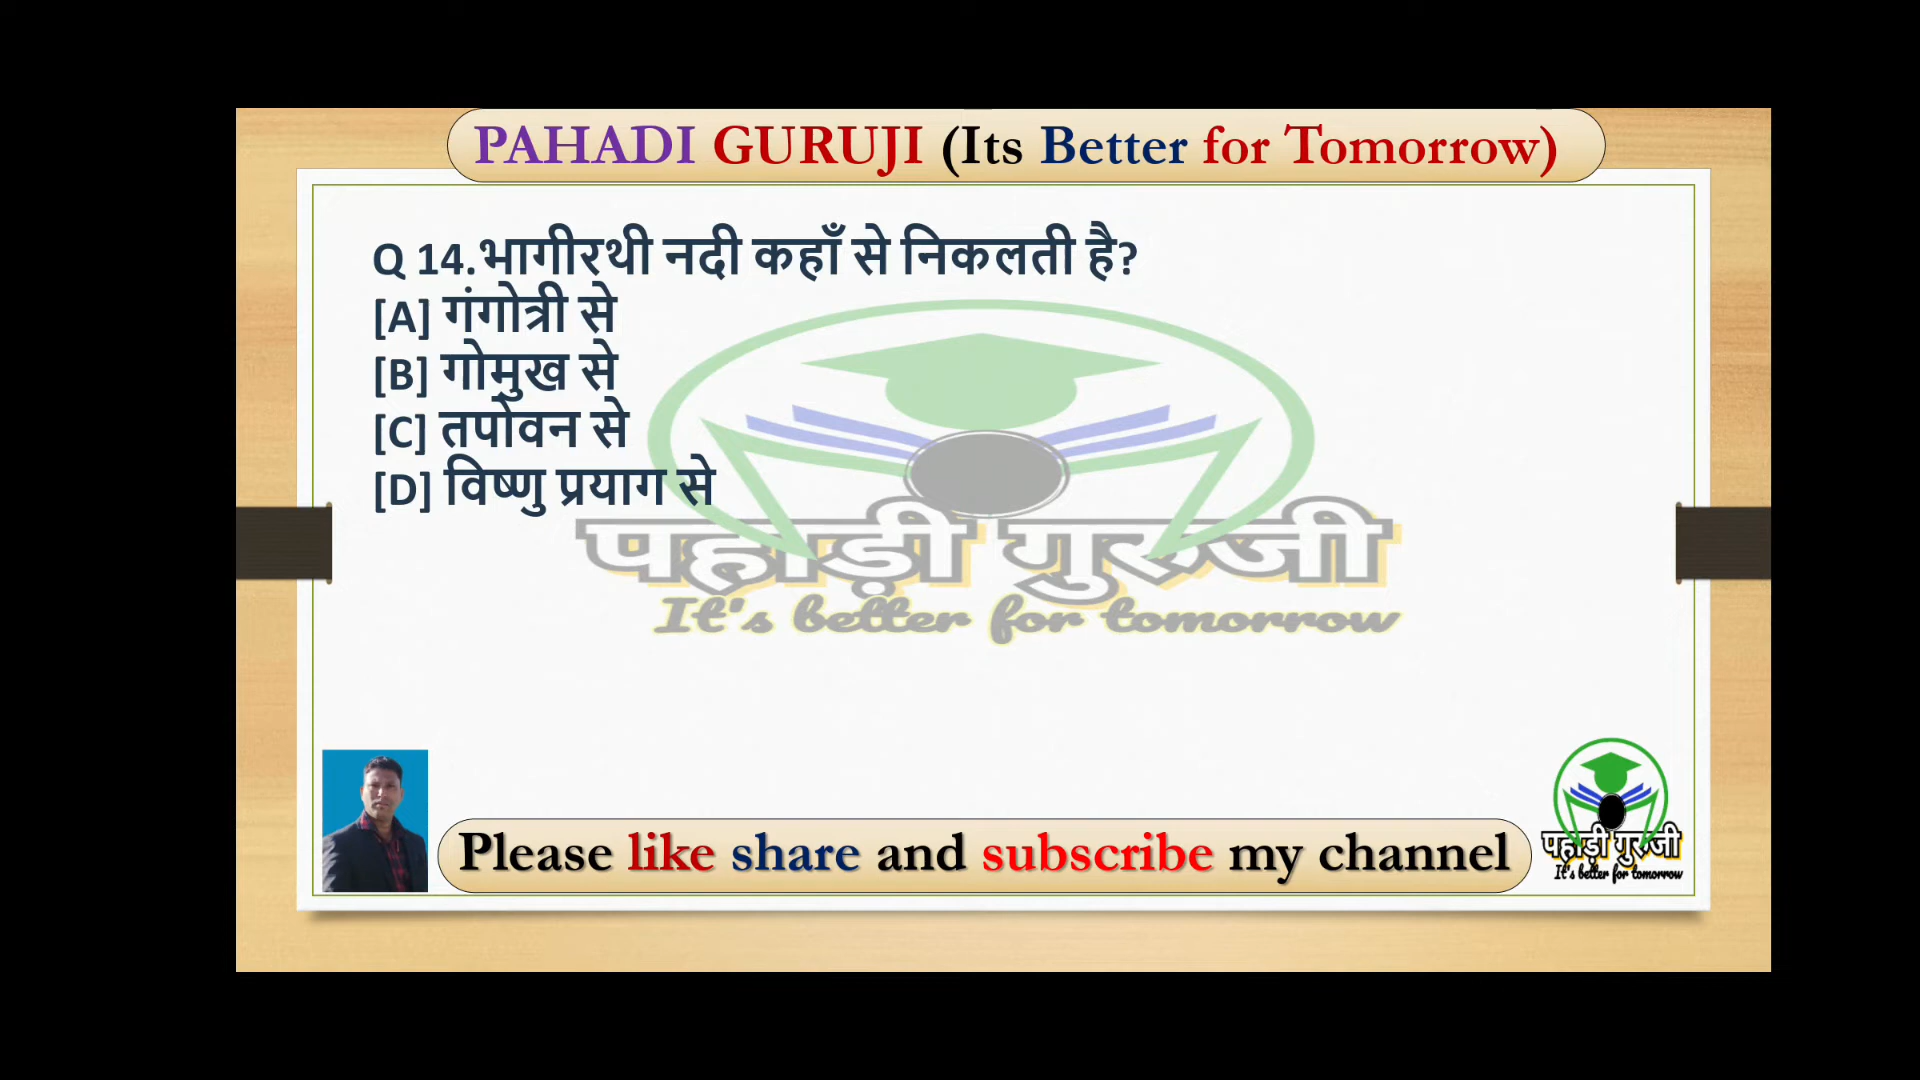 PAHADI GURUJI (Its Better for Tomorrow)
Q 14.भागीरथी नदी कहाँ से निकलती है?
[A] गंगोत्री से
[B] गोमुख से
[C] तपोवन से
[D] विष्णु प्रयाग से
पहाड़ी गुरुजी
It's better for tomorrow
Please like share and subscribe my channel
पहाड़ी गुरुजी
It's better for tomorrow